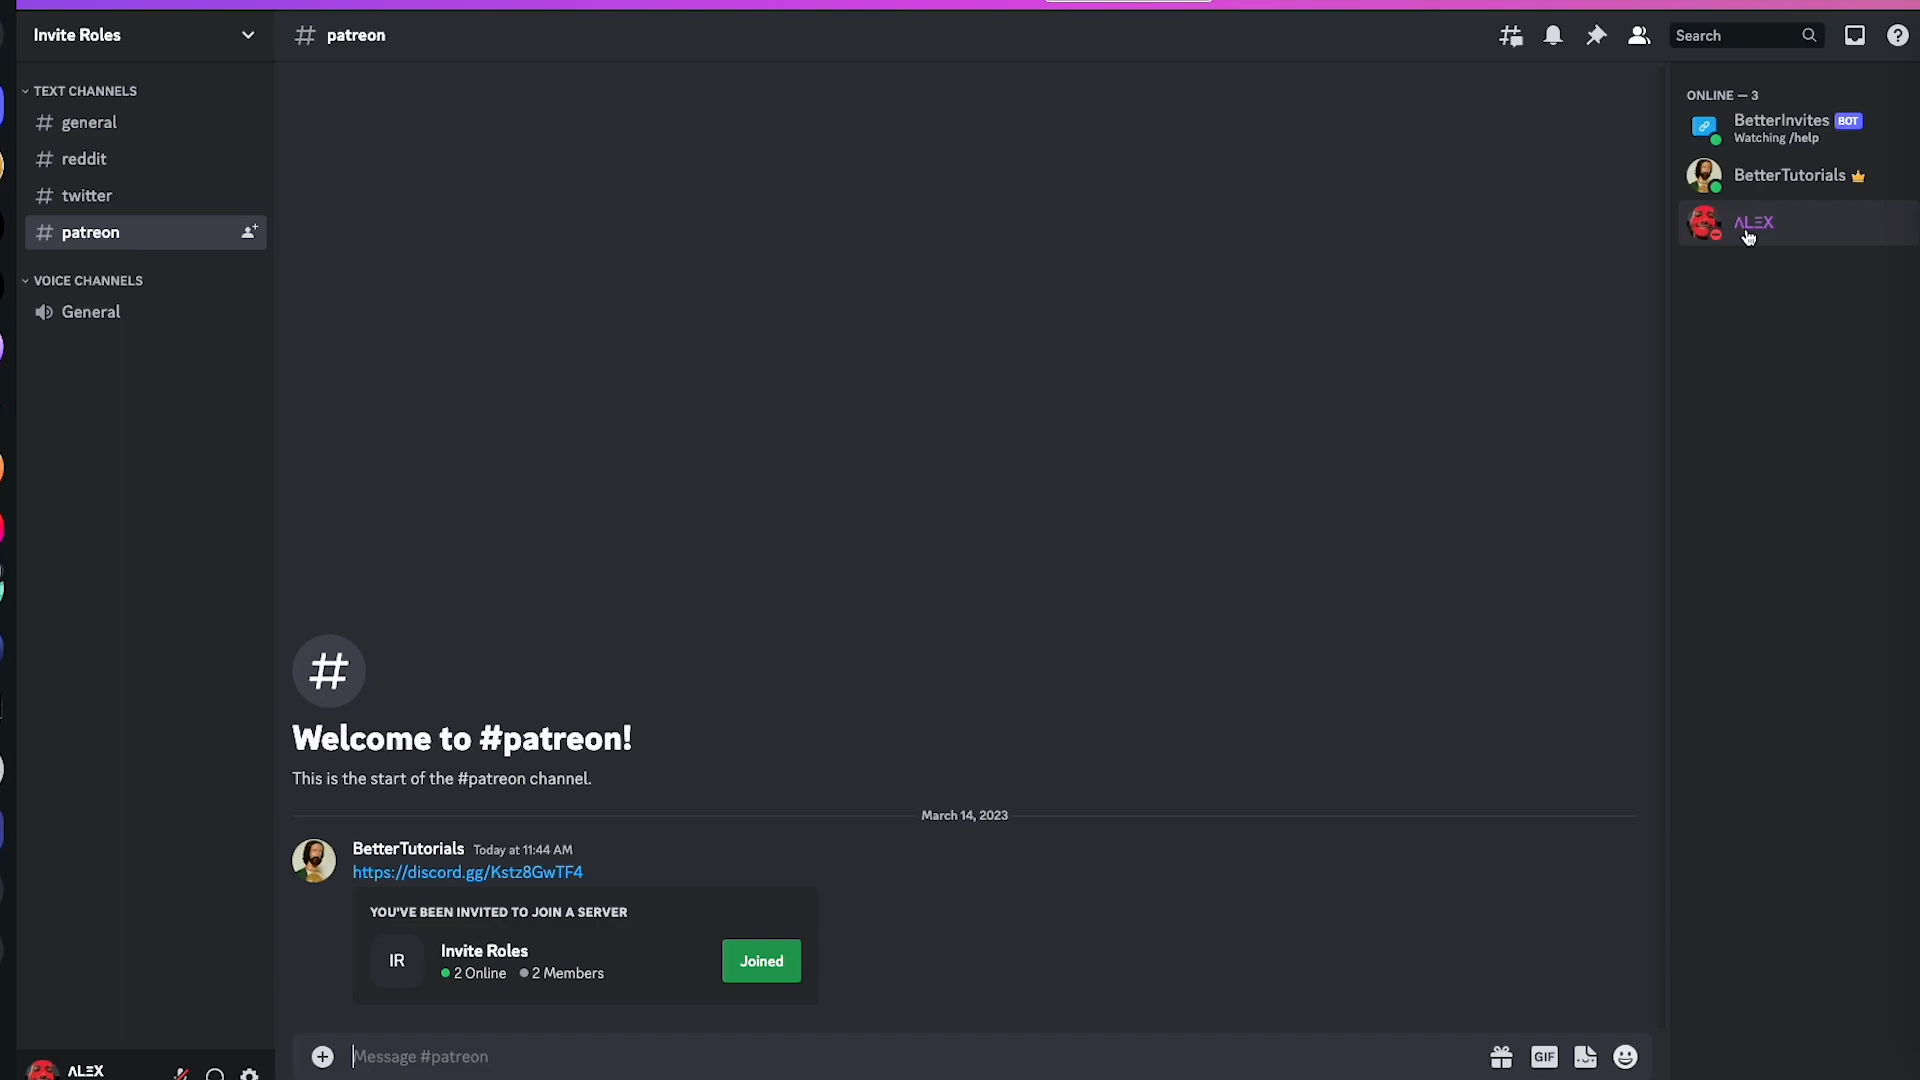 Invite Roles
patreon
Search
TEXT CHANNELS
general
reddit
twitter
patreon
VOICE CHANNELS
General
ONLINE — 3
BetterInvites BOT
Watching /help
BetterTutorials
ΛLΞX
Welcome to #patreon!
This is the start of the #patreon channel.
March 14, 2023
BetterTutorials Today at 11:44 AM
https://discord.gg/Kstz8GwTF4
YOU'VE BEEN INVITED TO JOIN A SERVER
IR
Invite Roles
2 Online 2 Members
Joined
Message #patreon
GIF
ΛLΞX